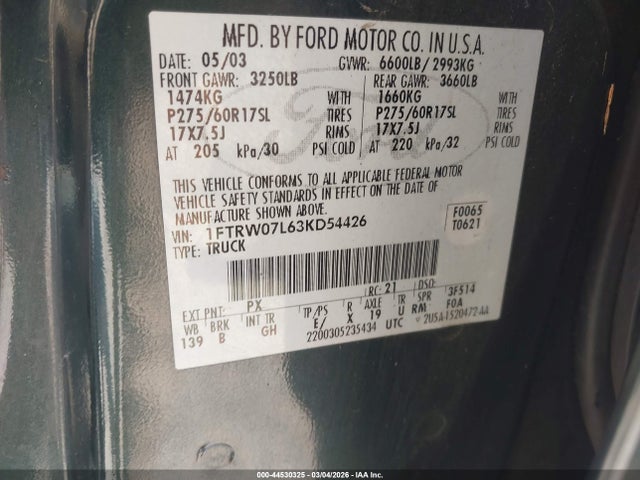 MFD. BY FORD MOTOR CO. IN U.S.A.
DATE: 05/03 GVWR: 6600LB/ 2993KG
FRONT GAWR: 3250LB REAR GAWR: 3660LB
1474KG WITH 1660KG WITH
P275/60R17SL TIRES P275/60R17SL TIRES
17X7.5J RIMS 17X7.5J RIMS
AT 205 kPa/30 PSI COLD AT 220 kPa/32 PSI COLD
Ford
THIS VEHICLE CONFORMS TO ALL APPLICABLE FEDERAL MOTOR
VEHICLE SAFETY STANDARDS IN EFFECT ON THE DATE OF
MANUFACTURE SHOWN ABOVE.
F0065
T0621
VIN: 1FTRW07L63KD54426
TYPE: TRUCK
RC: 21 DSO:
EXT PNT: PX 3F514
WB BRK INT TR TP/PS R AXLE TR SPR
139 B GH E/ X 19 U RM F0A
2200305235434 UTC 2U5A-1520472-AA
000-44530325 - 03/04/2026 - IAA